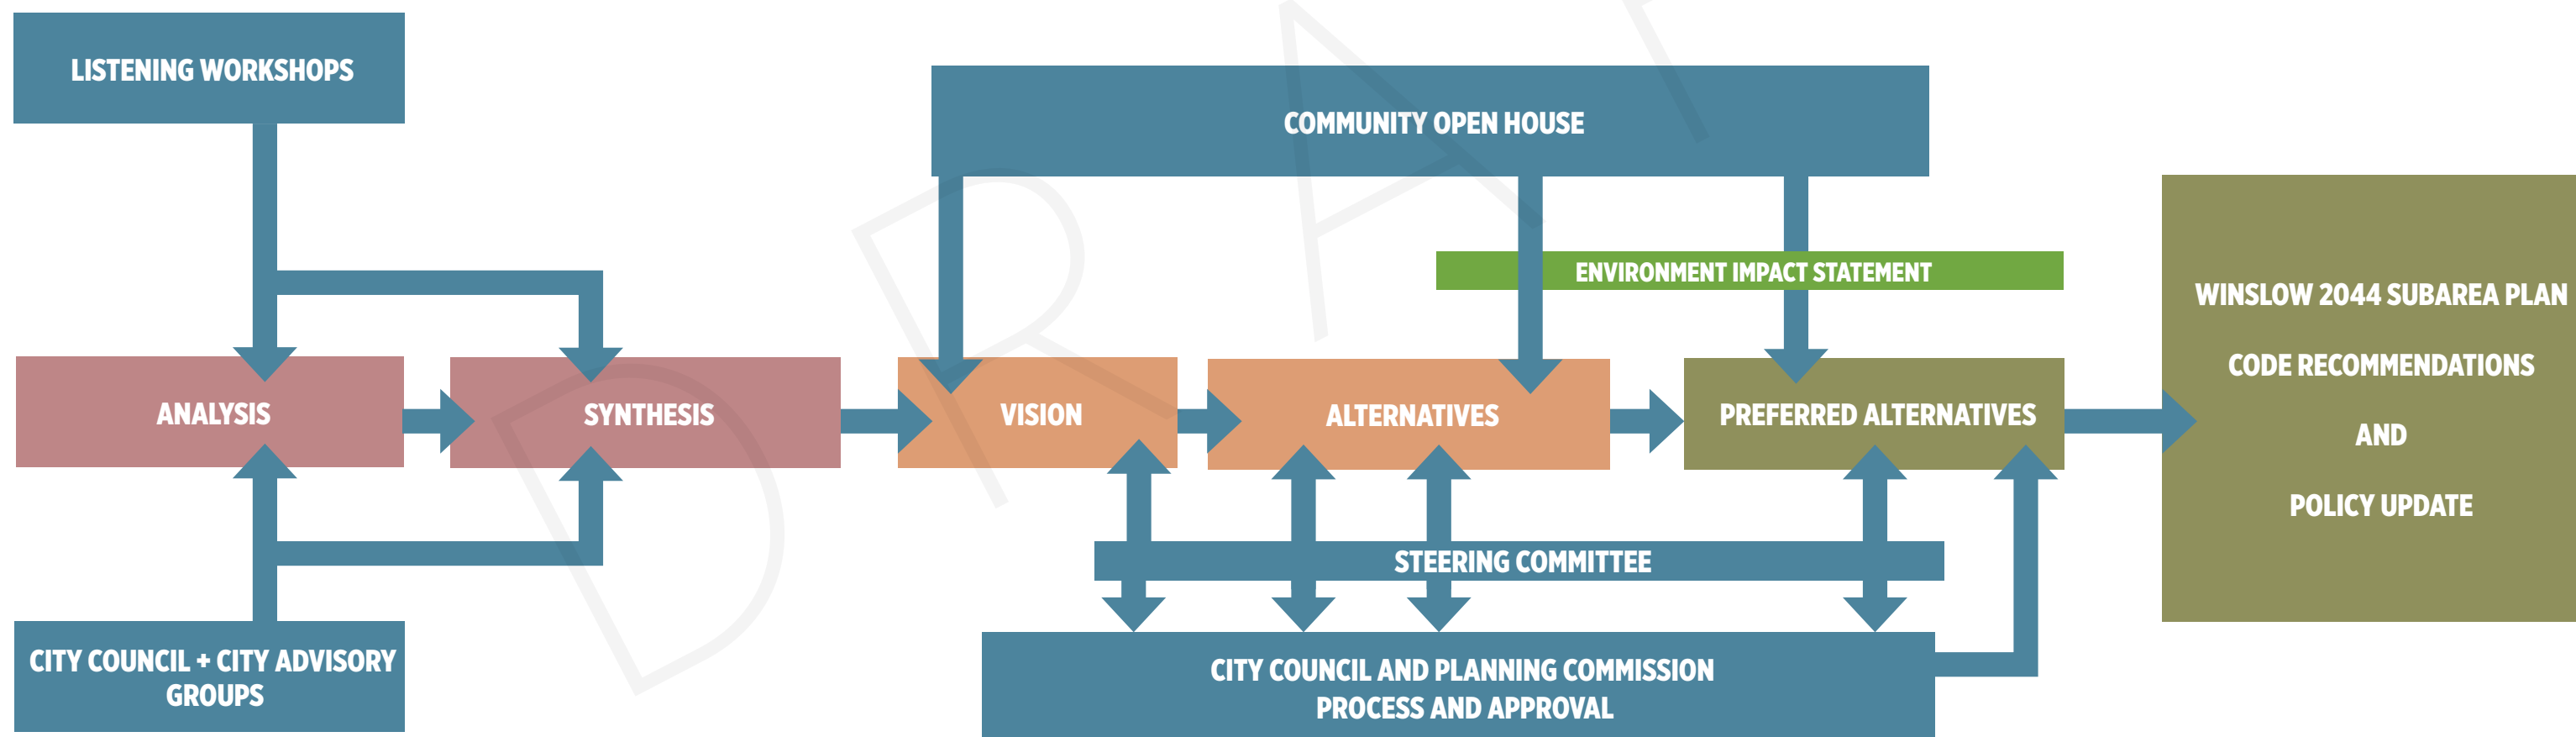 LISTENING WORKSHOPS
COMMUNITY OPEN HOUSE
ENVIRONMENT IMPACT STATEMENT
ANALYSIS
SYNTHESIS
VISION
ALTERNATIVES
PREFERRED ALTERNATIVES
WINSLOW 2044 SUBAREA PLAN
CODE RECOMMENDATIONS
AND
POLICY UPDATE
STEERING COMMITTEE
CITY COUNCIL + CITY ADVISORY
GROUPS
CITY COUNCIL AND PLANNING COMMISSION
PROCESS AND APPROVAL